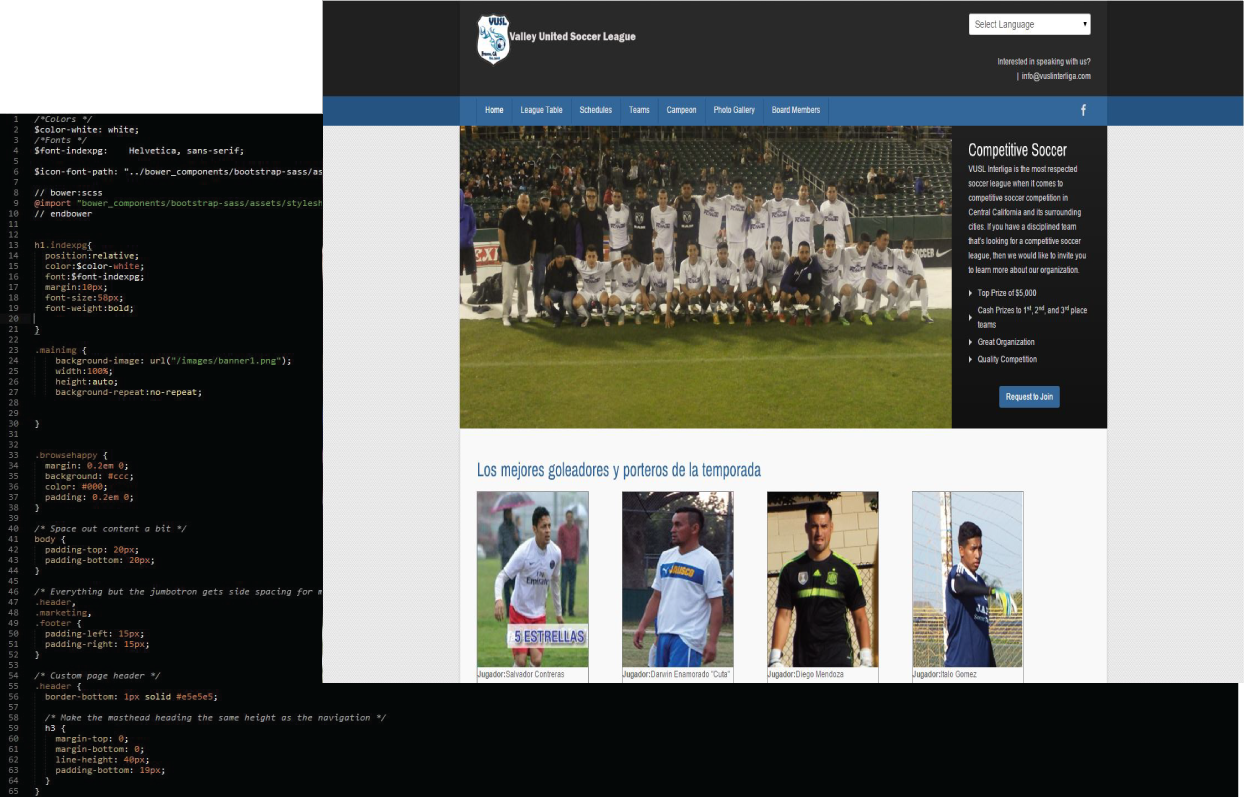 VUSL
Valley United Soccer League
Select Language
Interested in speaking with us?
| info@vuslinterliga.com
Home League Table Schedules Teams Campeon Photo Gallery Board Members f
Competitive Soccer
VUSL Interliga is the most respected
soccer league when it comes to
competitive soccer competition in
Central California and its surrounding
cities. If you have a disciplined team
that's looking for a competitive soccer
league, then we would like to invite you
to learn more about our organization.
Top Prize of $5,000
Cash Prizes to 1st, 2nd, and 3rd place
teams
Great Organization
Quality Competition
Request to Join
SOCCER
Los mejores goleadores y porteros de la temporada
Fly
Emirates
5 ESTRELLAS
JALISCO
Jugador:Salvador Contreras
Jugador:Darwin Enamorado "Cuta"
Jugador:Diego Mendoza
Jugador:Italo Gomez
1 /*Colors */
2 $color-white: white;
3 /*Fonts */
4 $font-indexpg: Helvetica, sans-serif;
5
6 $icon-font-path: "../bower_components/bootstrap-sass/as
7
8 // bower:scss
9 @import "bower_components/bootstrap-sass/assets/stylesh
10 // endbower
11
12
13 h1.indexpg{
14 position:relative;
15 color:$color-white;
16 font:$font-indexpg;
17 margin:10px;
18 font-size:58px;
19 font-weight:bold;
20
21 }
22
23 .mainimg {
24 background-image: url("/images/banner1.png");
25 width:100%;
26 height:auto;
27 background-repeat:no-repeat;
28
29
30 }
31
32
33 .browsehappy {
34 margin: 0.2em 0;
35 background: #ccc;
36 color: #000;
37 padding: 0.2em 0;
38 }
39
40 /* Space out content a bit */
41 body {
42 padding-top: 20px;
43 padding-bottom: 20px;
44 }
45
46 /* Everything but the jumbotron gets side spacing for m
47 .header,
48 .marketing,
49 .footer {
50 padding-left: 15px;
51 padding-right: 15px;
52 }
53
54 /* Custom page header */
55 .header {
56 border-bottom: 1px solid #e5e5e5;
57
58 /* Make the masthead heading the same height as the navigation */
59 h3 {
60 margin-top: 0;
61 margin-bottom: 0;
62 line-height: 40px;
63 padding-bottom: 19px;
64 }
65 }